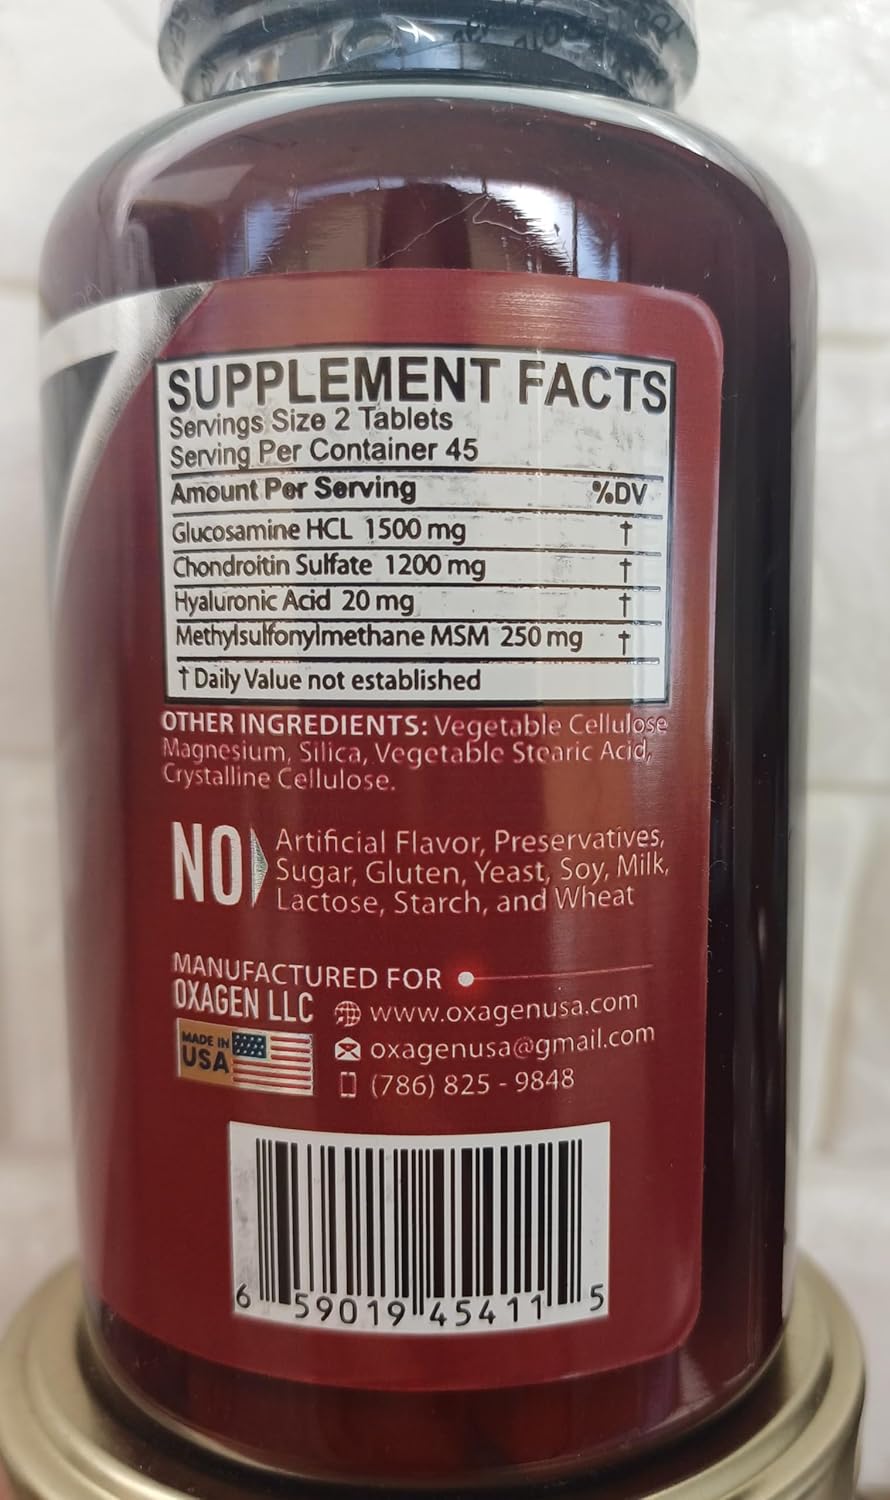 SUPPLEMENT FACTS
Servings Size 2 Tablets
Serving Per Container 45
Amount Per Serving %DV
Glucosamine HCL 1500 mg †
Chondroitin Sulfate 1200 mg †
Hyaluronic Acid 20 mg †
Methylsulfonylmethane MSM 250 mg †
† Daily Value not established
OTHER INGREDIENTS: Vegetable Cellulose
Magnesium, Silica, Vegetable Stearic Acid,
Crystalline Cellulose.
NO
Artificial Flavor, Preservatives,
Sugar, Gluten, Yeast, Soy, Milk,
Lactose, Starch, and Wheat
MANUFACTURED FOR
OXAGEN LLC
www.oxagenusa.com
MADE IN
USA
oxagenusa@gmail.com
(786) 825 - 9848
6 59019 45411 5